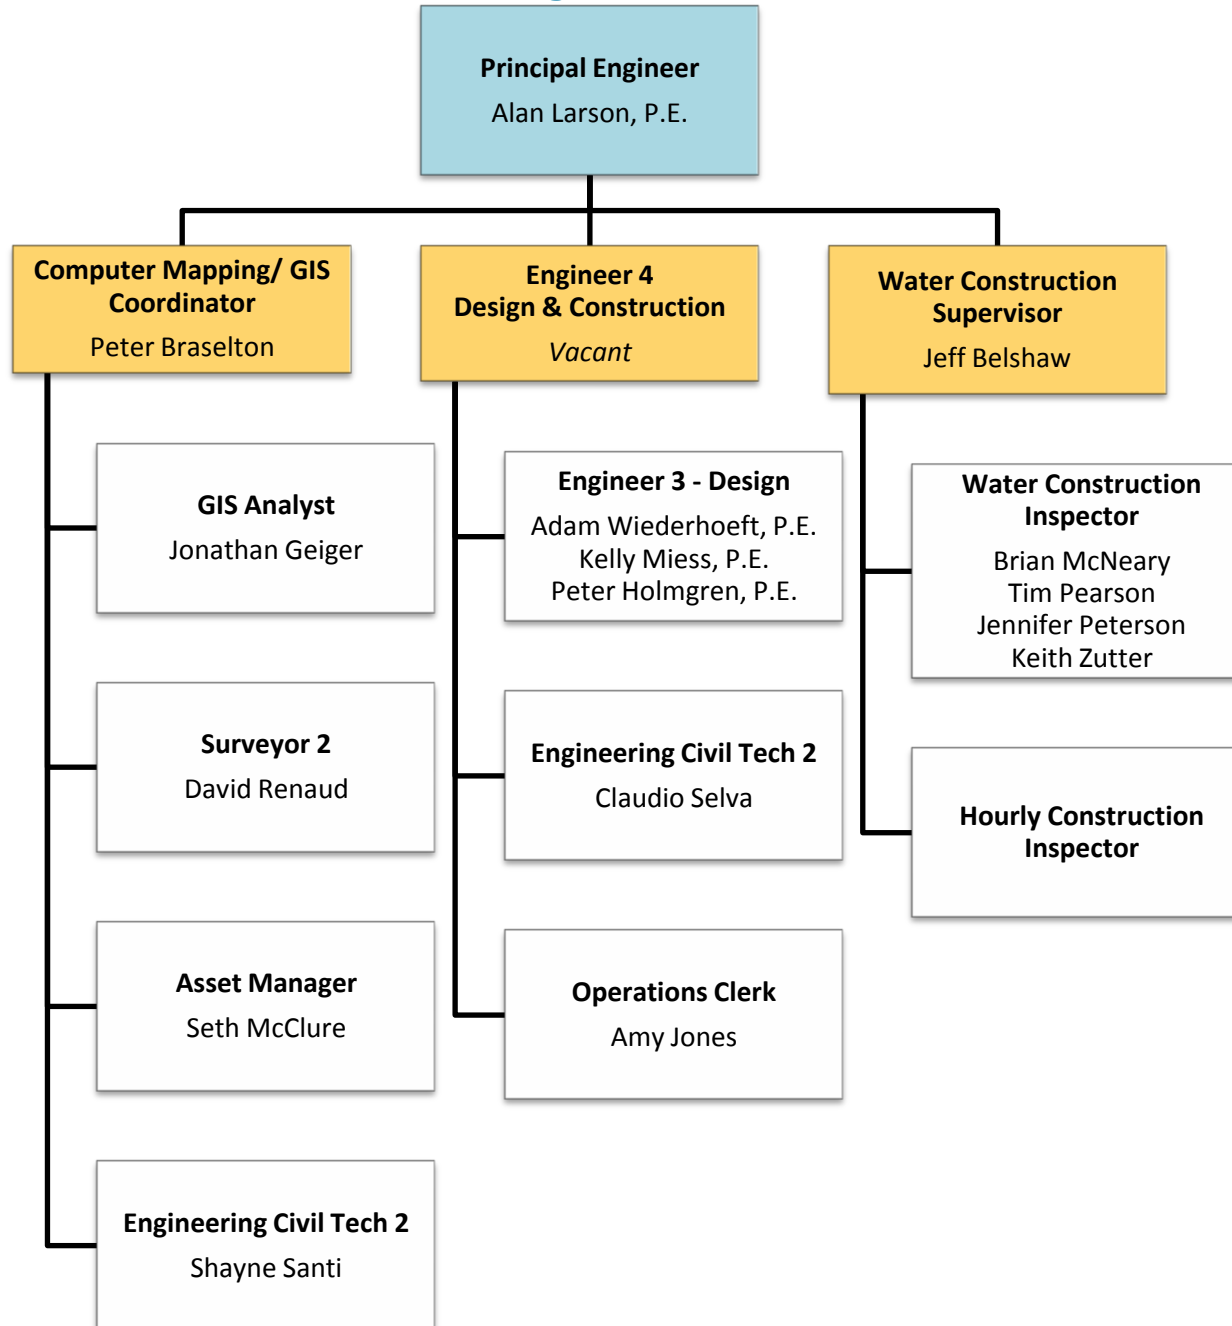 Principal Engineer
Alan Larson, P.E.
Computer Mapping/ GIS
Coordinator
Peter Braselton
Engineer 4
Design & Construction
Vacant
Water Construction
Supervisor
Jeff Belshaw
GIS Analyst
Jonathan Geiger
Surveyor 2
David Renaud
Asset Manager
Seth McClure
Engineering Civil Tech 2
Shayne Santi
Engineer 3 - Design
Adam Wiederhoeft, P.E.
Kelly Miess, P.E.
Peter Holmgren, P.E.
Engineering Civil Tech 2
Claudio Selva
Operations Clerk
Amy Jones
Water Construction
Inspector
Brian McNeary
Tim Pearson
Jennifer Peterson
Keith Zutter
Hourly Construction
Inspector